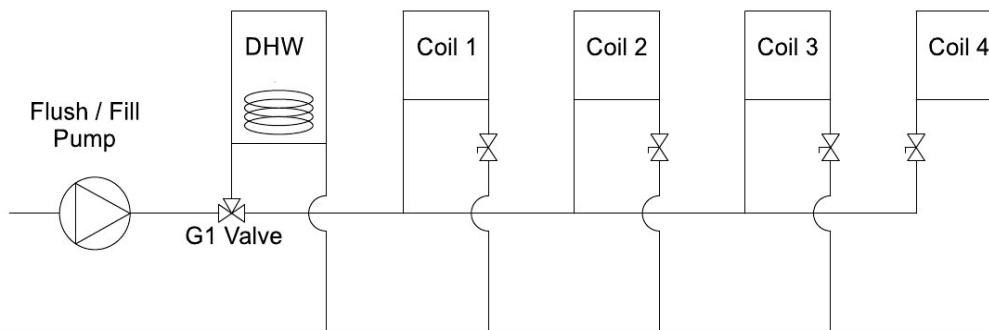 DHW
Coil 1
Coil 2
Coil 3
Coil 4
Flush / Fill
Pump
G1 Valve